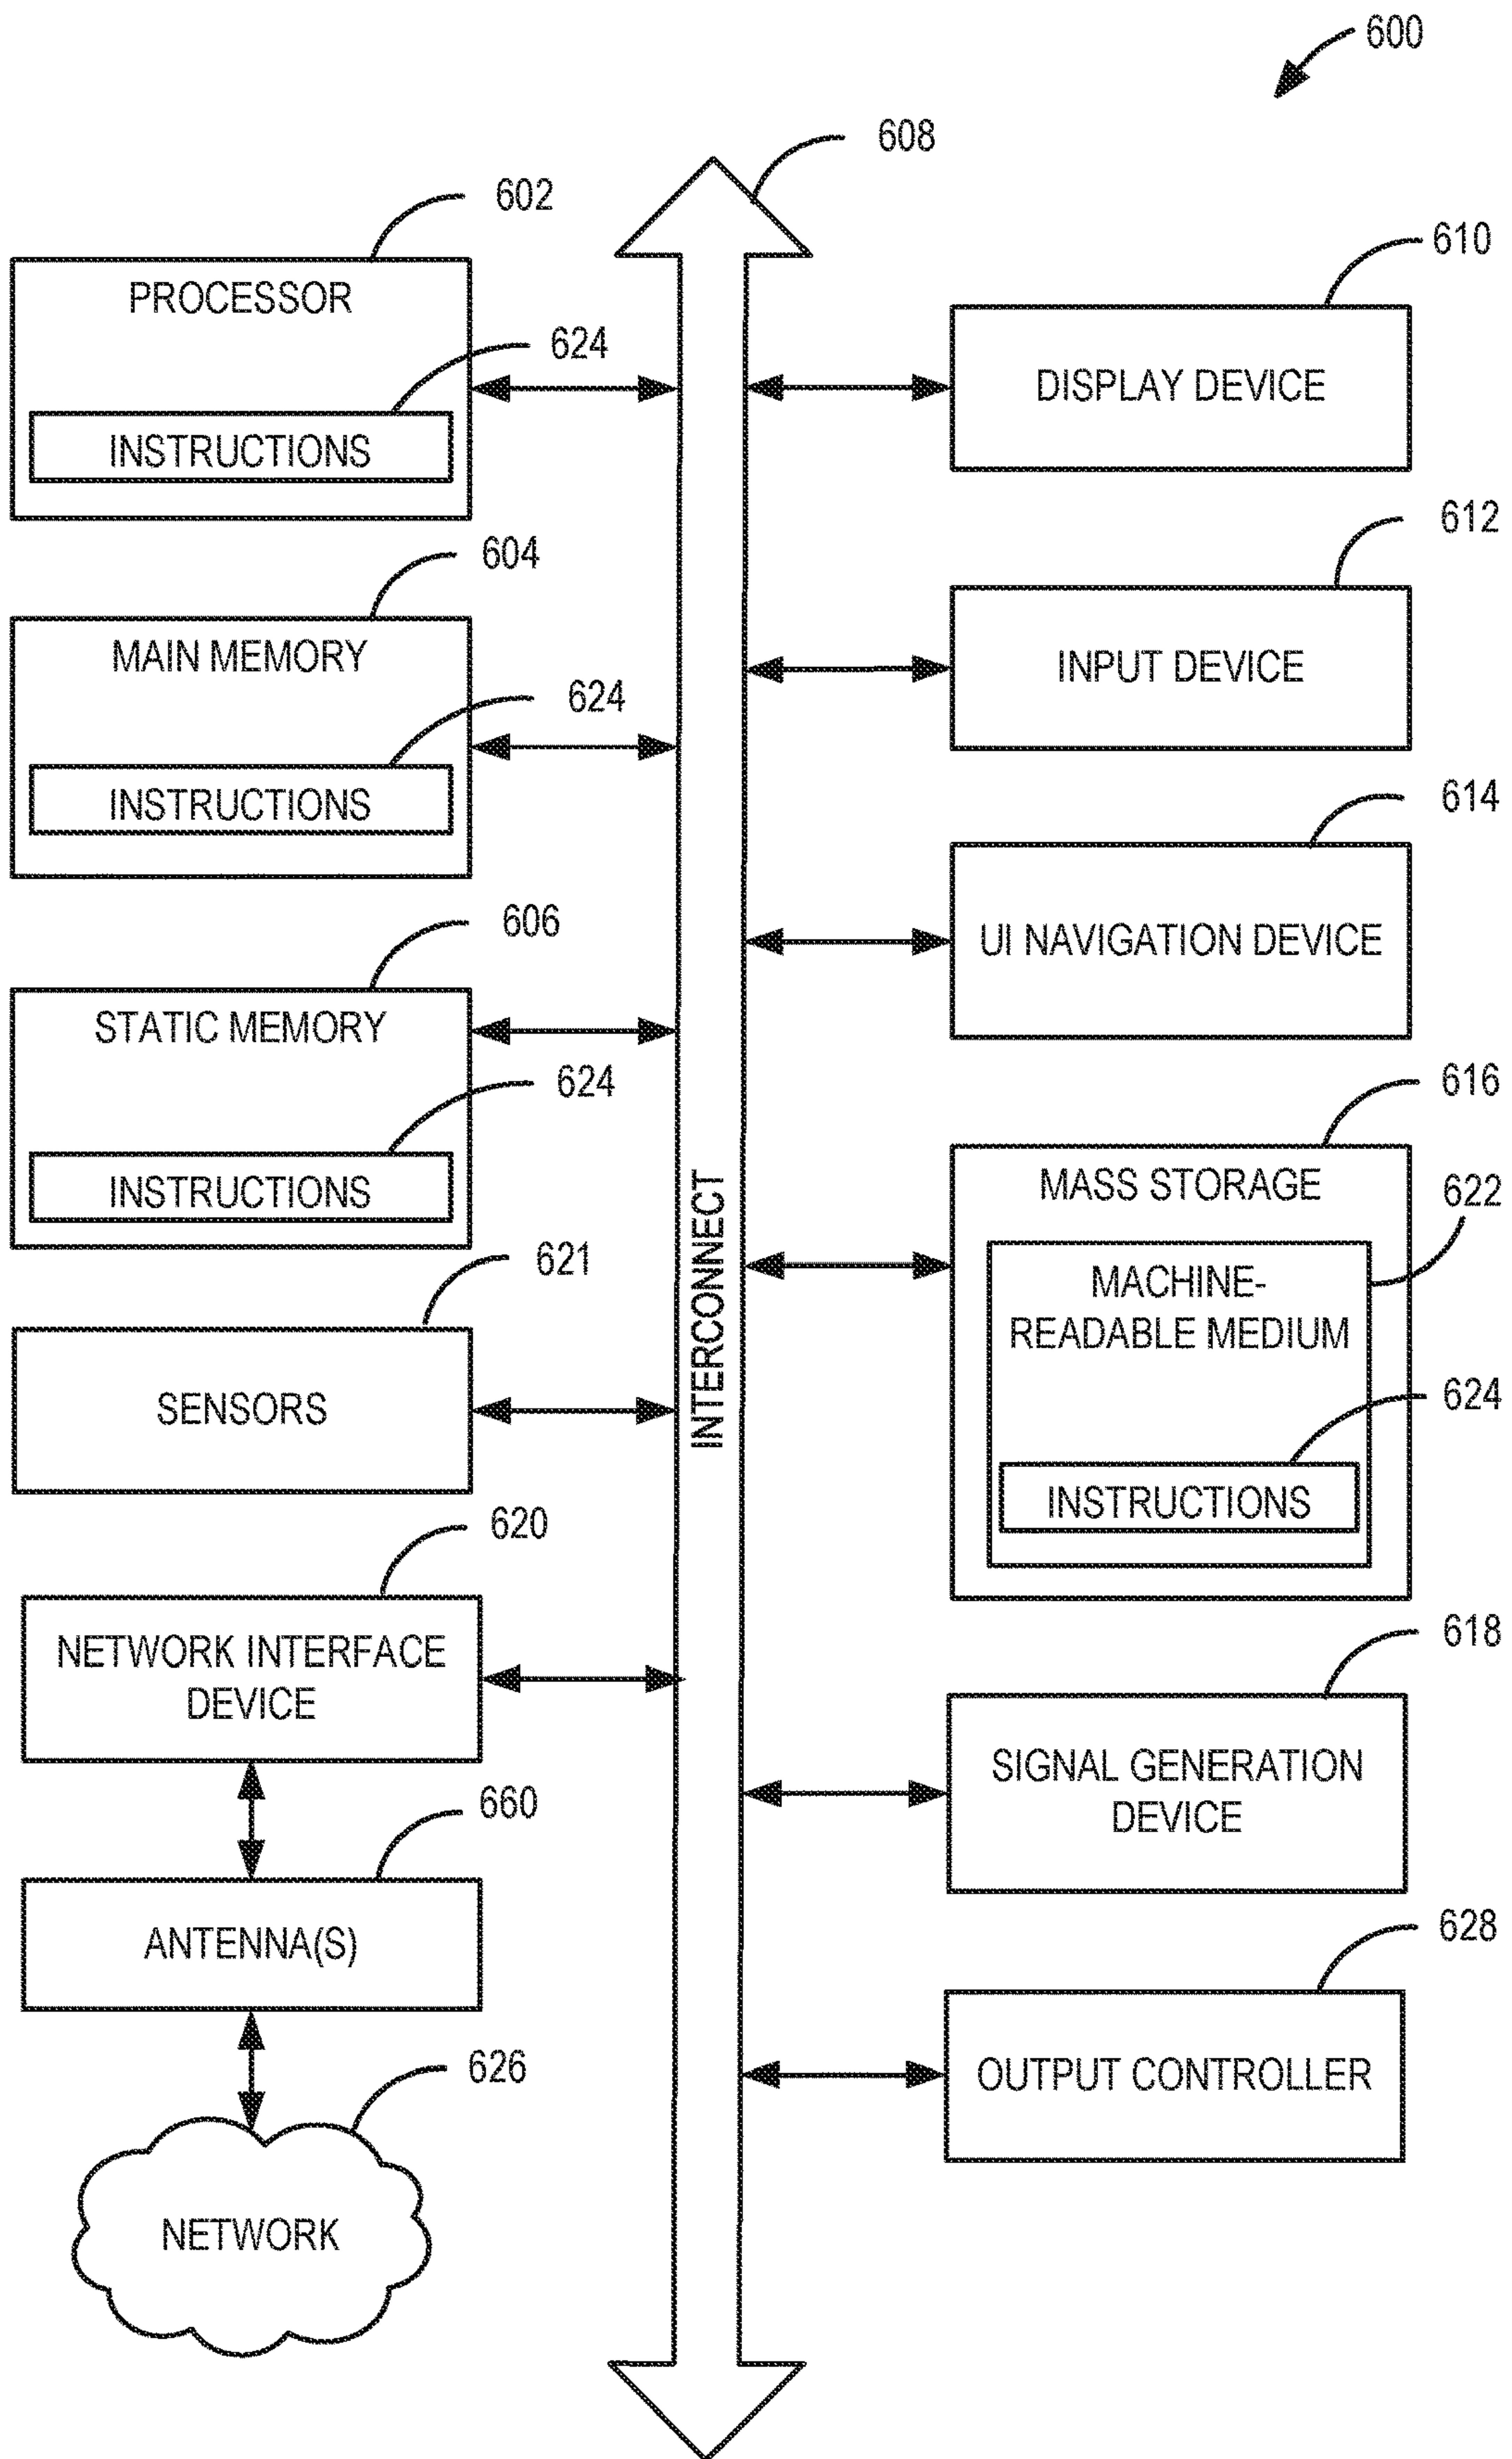 600
608
602
PROCESSOR
624
INSTRUCTIONS
604
MAIN MEMORY
624
INSTRUCTIONS
606
STATIC MEMORY
624
INSTRUCTIONS
621
SENSORS
620
NETWORK INTERFACE
DEVICE
660
ANTENNA(S)
626
NETWORK
INTERCONNECT
610
DISPLAY DEVICE
612
INPUT DEVICE
614
UI NAVIGATION DEVICE
616
MASS STORAGE
622
MACHINE-
READABLE MEDIUM
624
INSTRUCTIONS
618
SIGNAL GENERATION
DEVICE
628
OUTPUT CONTROLLER